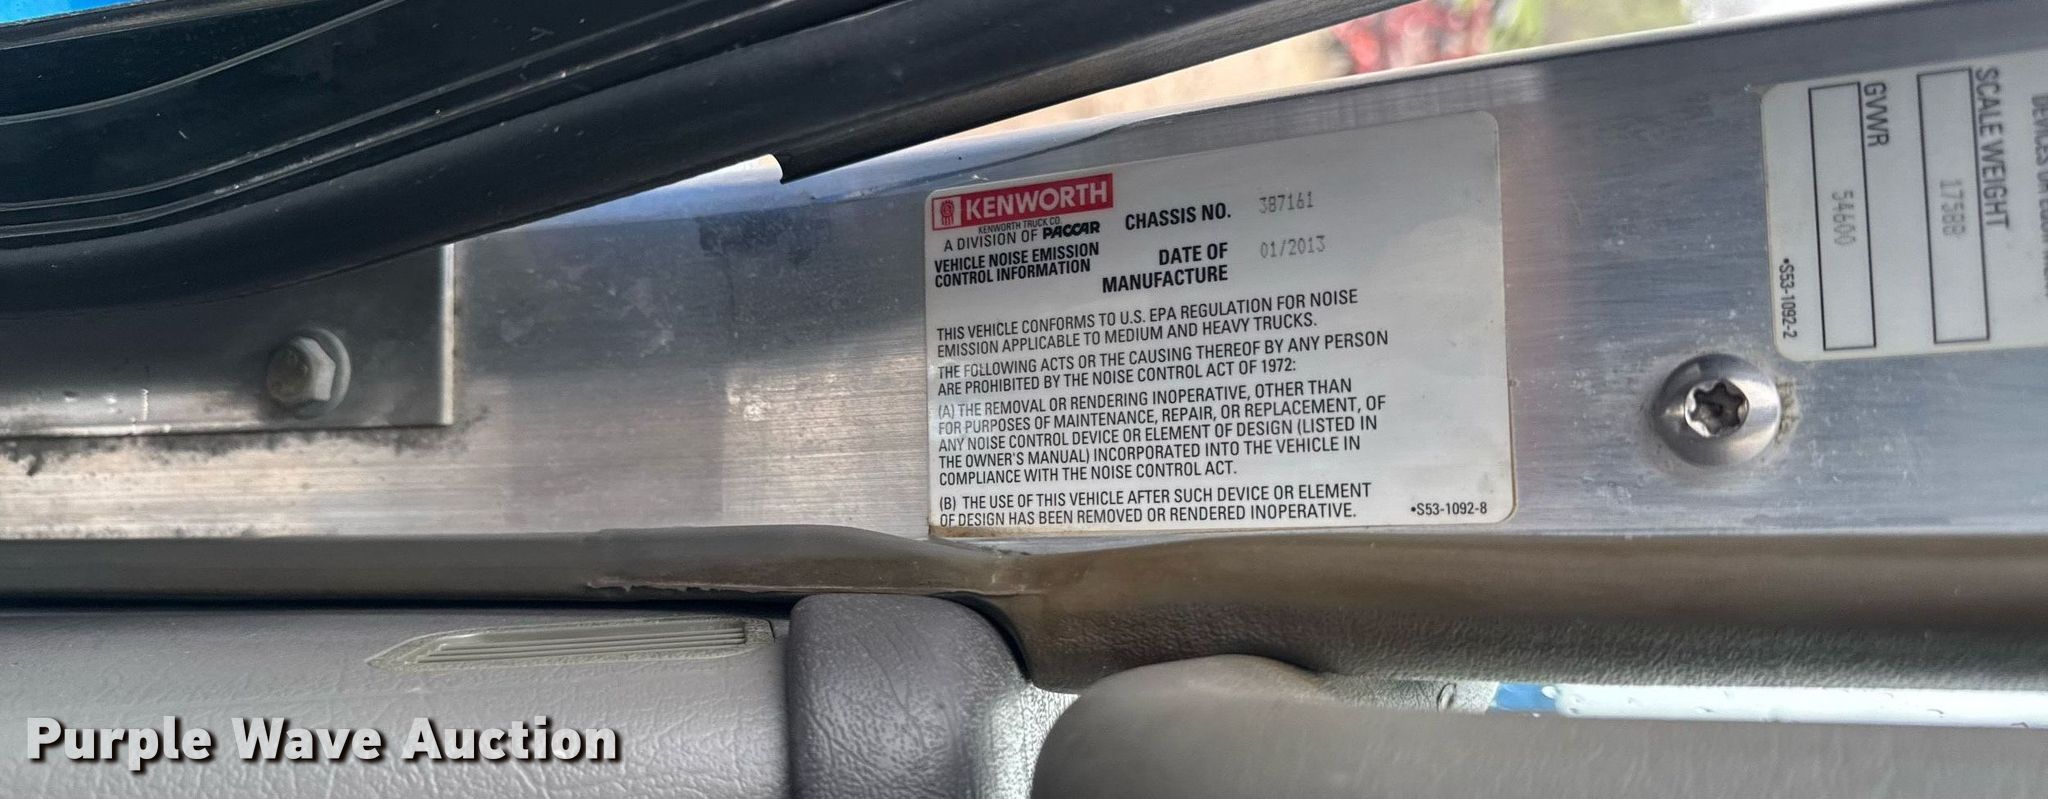 KENWORTH
KENWORTH TRUCK CO.
A DIVISION OF PACCAR
VEHICLE NOISE EMISSION
CONTROL INFORMATION
CHASSIS NO. 387161
DATE OF
MANUFACTURE 01/2013
THIS VEHICLE CONFORMS TO U.S. EPA REGULATION FOR NOISE
EMISSION APPLICABLE TO MEDIUM AND HEAVY TRUCKS.
THE FOLLOWING ACTS OR THE CAUSING THEREOF BY ANY PERSON
ARE PROHIBITED BY THE NOISE CONTROL ACT OF 1972:
(A) THE REMOVAL OR RENDERING INOPERATIVE, OTHER THAN
FOR PURPOSES OF MAINTENANCE, REPAIR, OR REPLACEMENT, OF
ANY NOISE CONTROL DEVICE OR ELEMENT OF DESIGN (LISTED IN
THE OWNER'S MANUAL) INCORPORATED INTO THE VEHICLE IN
COMPLIANCE WITH THE NOISE CONTROL ACT.
(B) THE USE OF THIS VEHICLE AFTER SUCH DEVICE OR ELEMENT
OF DESIGN HAS BEEN REMOVED OR RENDERED INOPERATIVE.
•S53-1092-8
SCALE WEIGHT
17588
GVWR
54600
•S53-1092-2
Purple Wave Auction